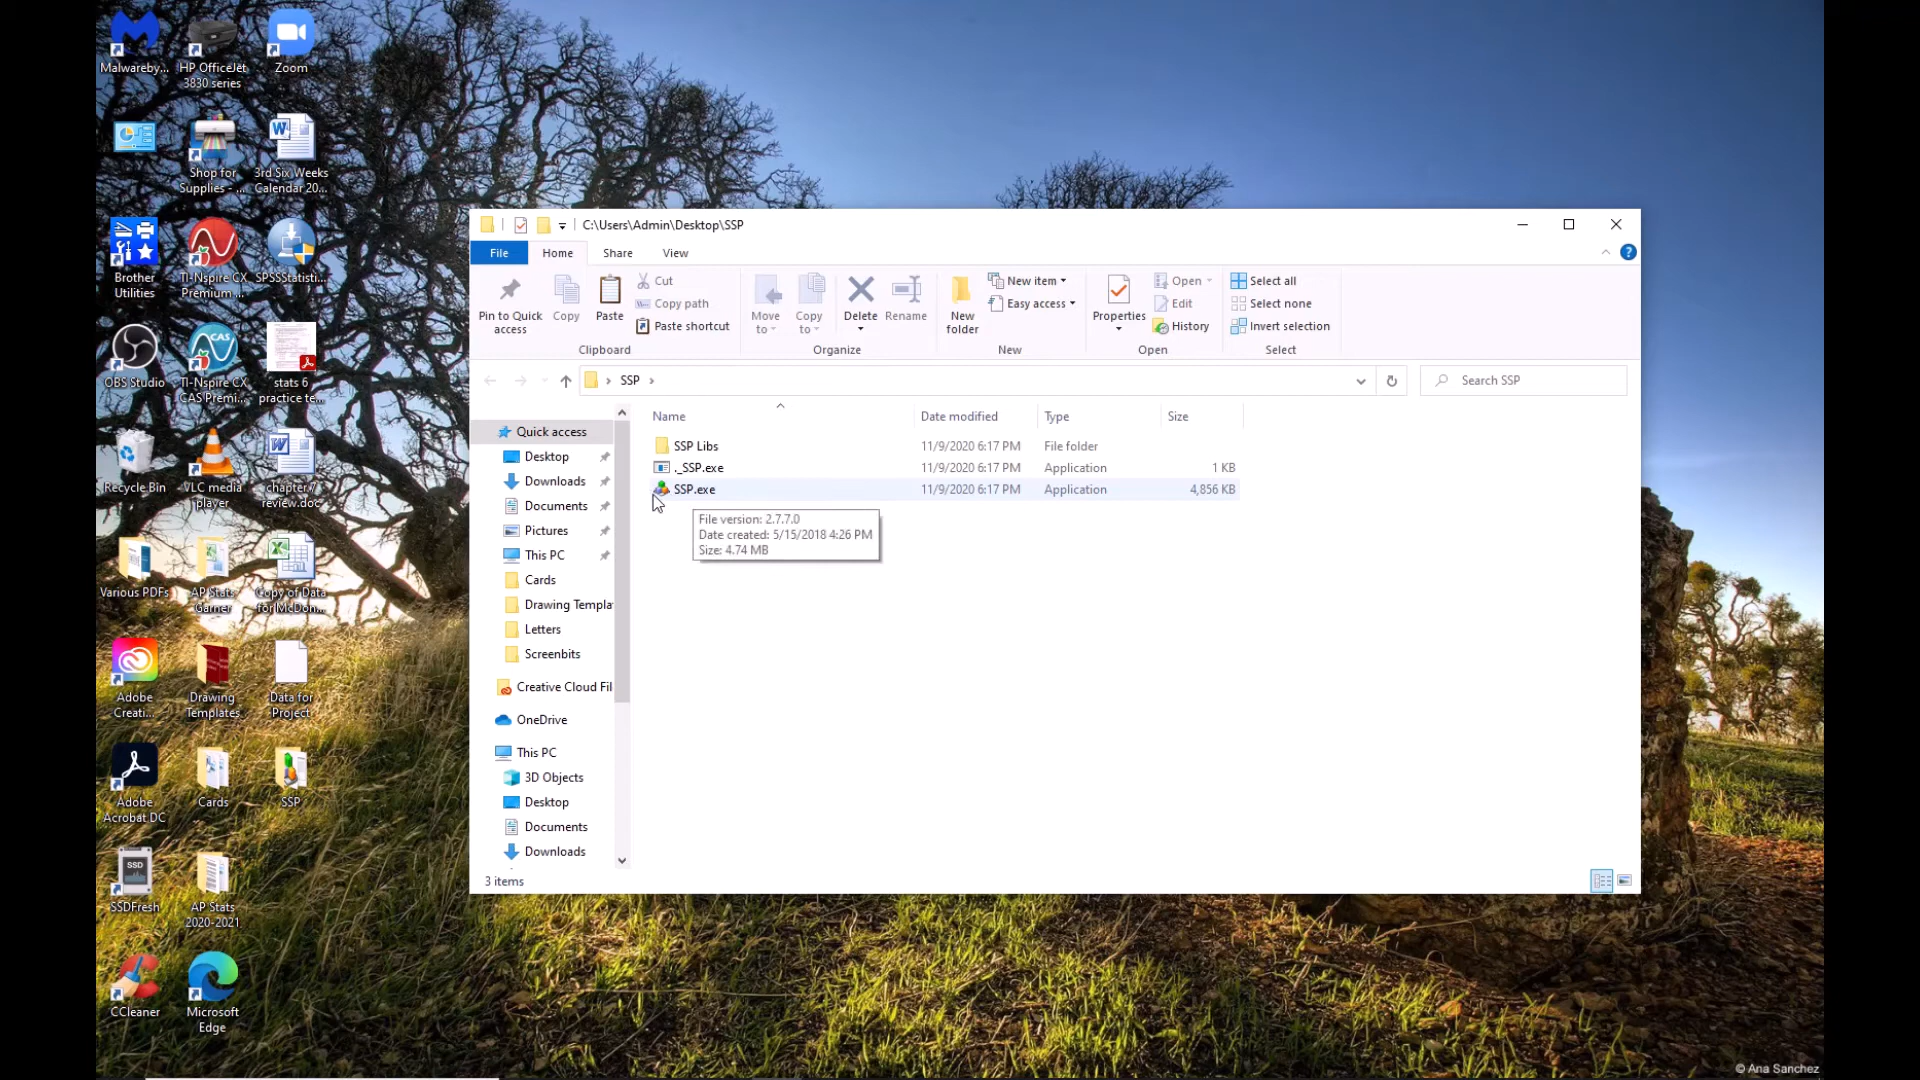 Malwareby...
HP OfficeJet
3830 series
Zoom
Shop for
Supplies - ...
3rd Six Weeks
Calendar 20...
Brother
Utilities
TI-Nspire CX
Premium ...
SPSSStatisti...
OBS Studio
TI-Nspire CX
CAS Premi...
stats 6
practice te...
Recycle Bin
VLC media
player
chapter 7
review.doc
Various PDFs
AP Stats
Garner
Copy of Data
for McDon...
Adobe
Creati...
Drawing
Templates
Data for
Project
Adobe
Acrobat DC
Cards
SSP
SSD
SSDFresh
AP Stats
2020-2021
CCleaner
Microsoft
Edge
C:\Users\Admin\Desktop\SSP
File
Home
Share
View
Pin to Quick
access
Copy
Paste
Cut
Copy path
Paste shortcut
Clipboard
Move
to
Copy
to
Delete
Rename
Organize
New
folder
New item
Easy access
New
Properties
Open
Edit
History
Open
Select all
Select none
Invert selection
Select
SSP
Search SSP
Name
Date modified
Type
Size
SSP Libs 11/9/2020 6:17 PM File folder
._SSP.exe 11/9/2020 6:17 PM Application 1 KB
SSP.exe 11/9/2020 6:17 PM Application 4,856 KB
File version: 2.7.7.0
Date created: 5/15/2018 4:26 PM
Size: 4.74 MB
Quick access
Desktop
Downloads
Documents
Pictures
This PC
Cards
Drawing Templa
Letters
Screenbits
Creative Cloud Fil
OneDrive
This PC
3D Objects
Desktop
Documents
Downloads
3 items
© Ana Sanchez